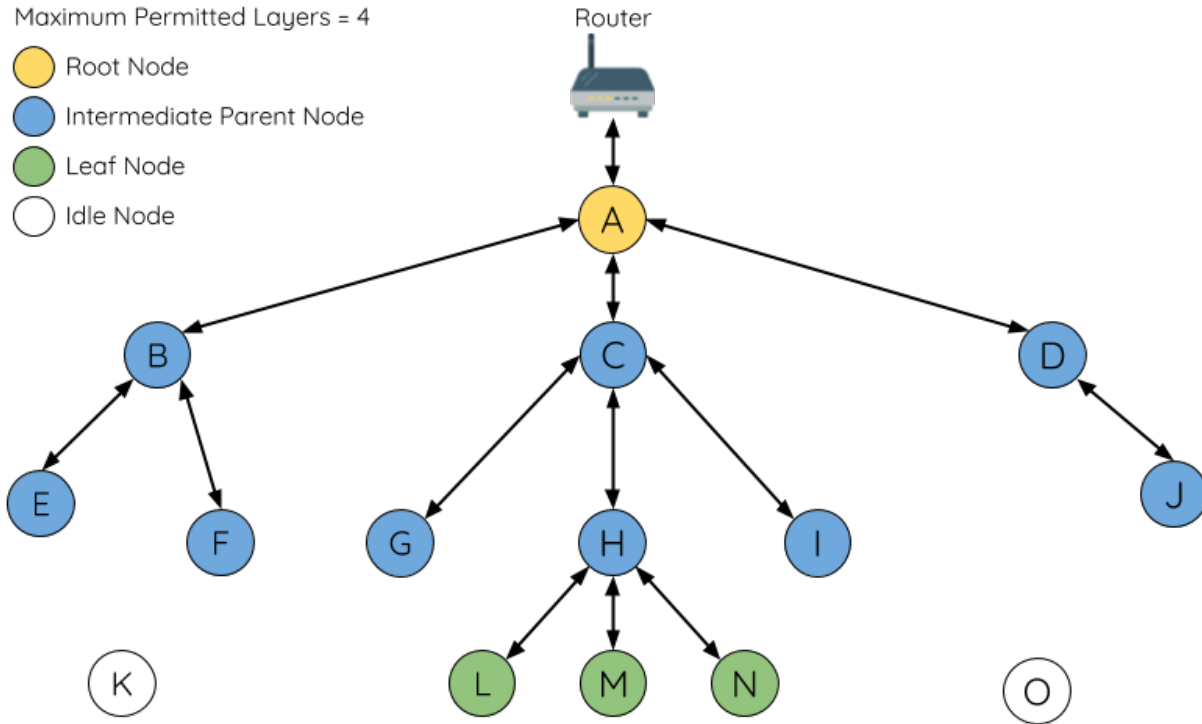 Maximum Permitted Layers = 4
Router
Root Node
Intermediate Parent Node
Leaf Node
Idle Node
A
B
C
D
E
F
G
H
I
J
K
L
M
N
O